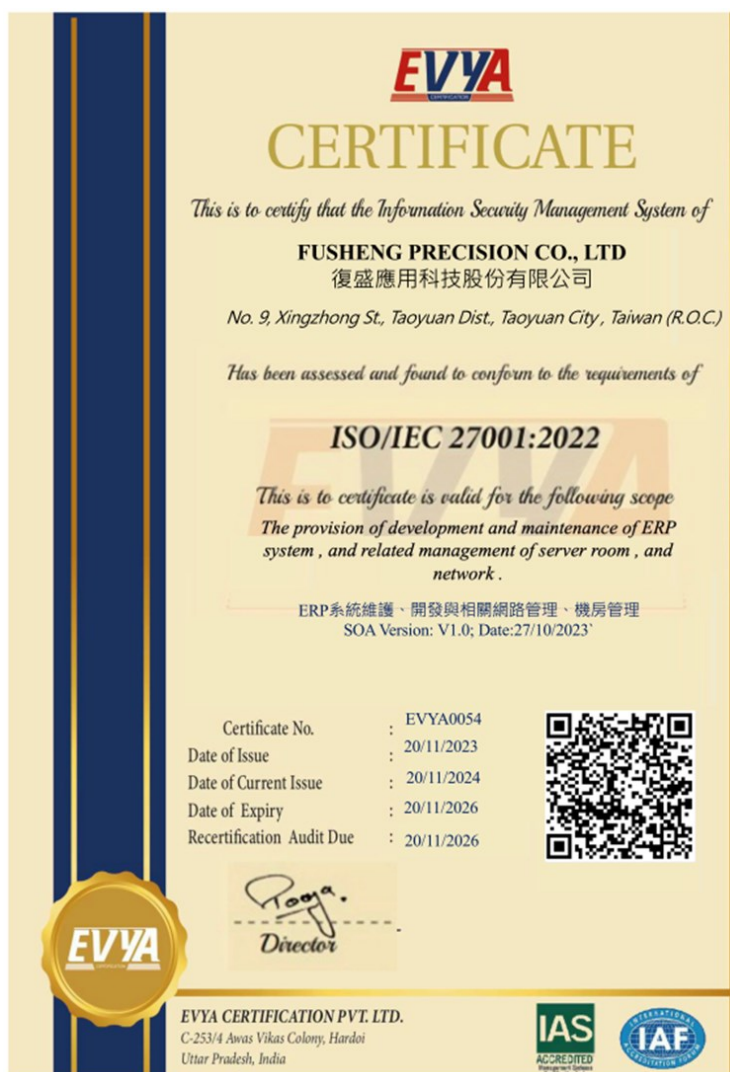 EVYA
CERTIFICATION
CERTIFICATE
This is to certify that the Information Security Management System of
FUSHENG PRECISION CO., LTD
復盛應用科技股份有限公司
No. 9, Xingzhong St., Taoyuan Dist., Taoyuan City , Taiwan (R.O.C.)
Has been assessed and found to conform to the requirements of
ISO/IEC 27001:2022
This is to certificate is valid for the following scope
The provision of development and maintenance of ERP
system , and related management of server room , and
network .
ERP系統維護、開發與相關網路管理、機房管理
SOA Version: V1.0; Date:27/10/2023`
Certificate No. : EVYA0054
Date of Issue : 20/11/2023
Date of Current Issue : 20/11/2024
Date of Expiry : 20/11/2026
Recertification Audit Due : 20/11/2026
Pooja.
Director
EVYA
CERTIFICATION
EVYA CERTIFICATION PVT. LTD.
C-253/4 Awas Vikas Colony, Hardoi
Uttar Pradesh, India
IAS
ACCREDITED
Management Systems
INTERNATIONAL
IAF
ACCREDITATION FORUM